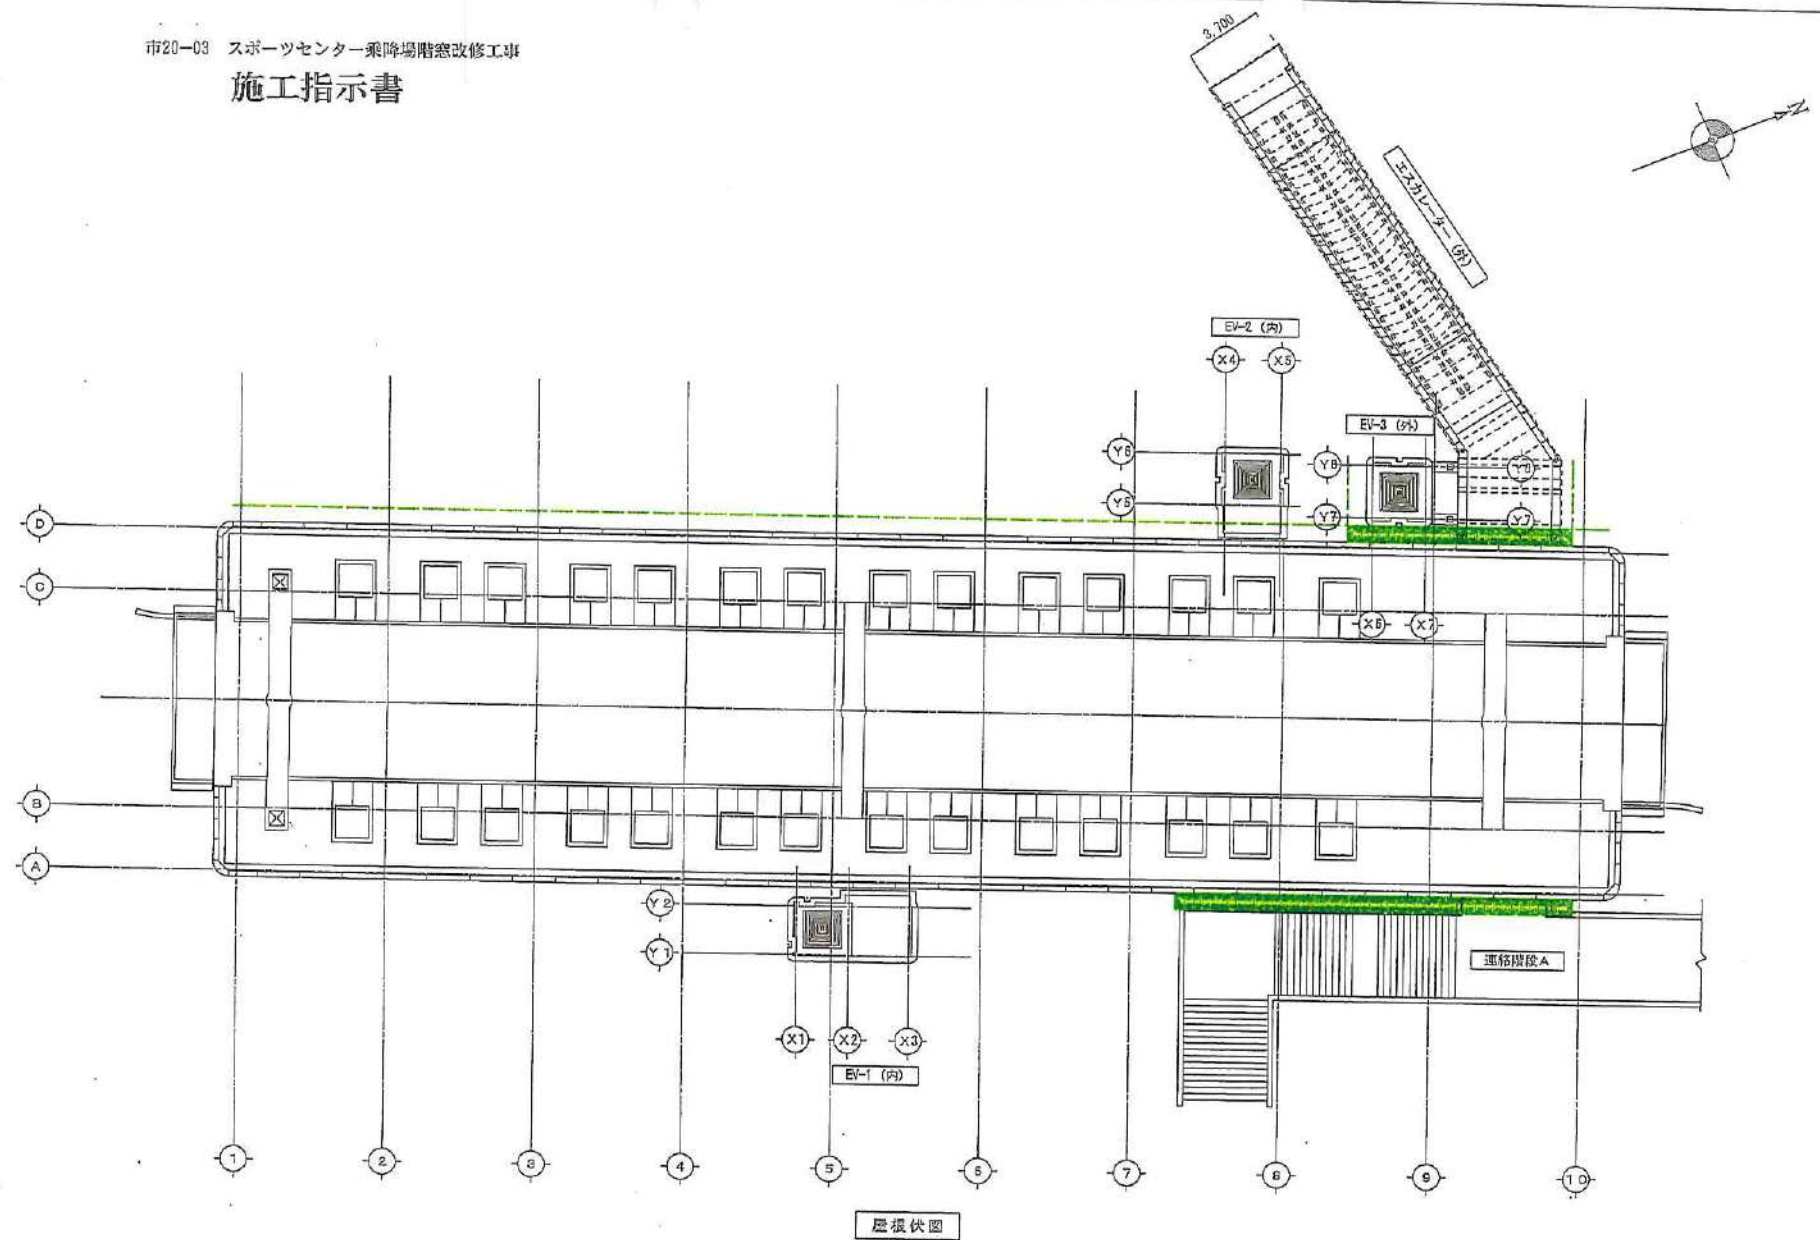 市20-03 スポーツセンター乗降場階窓改修工事
施工指示書
3,700
N
エスカレーター (外)
EV-2 (内)
X4
X5
EV-3 (外)
Y6
Y8
Y8
Y5
Y7
Y7
D
C
X6
X7
B
A
Y2
Y1
連絡階段A
X1
X2
X3
EV-1 (内)
1
2
3
4
5
6
7
8
9
10
屋根伏図